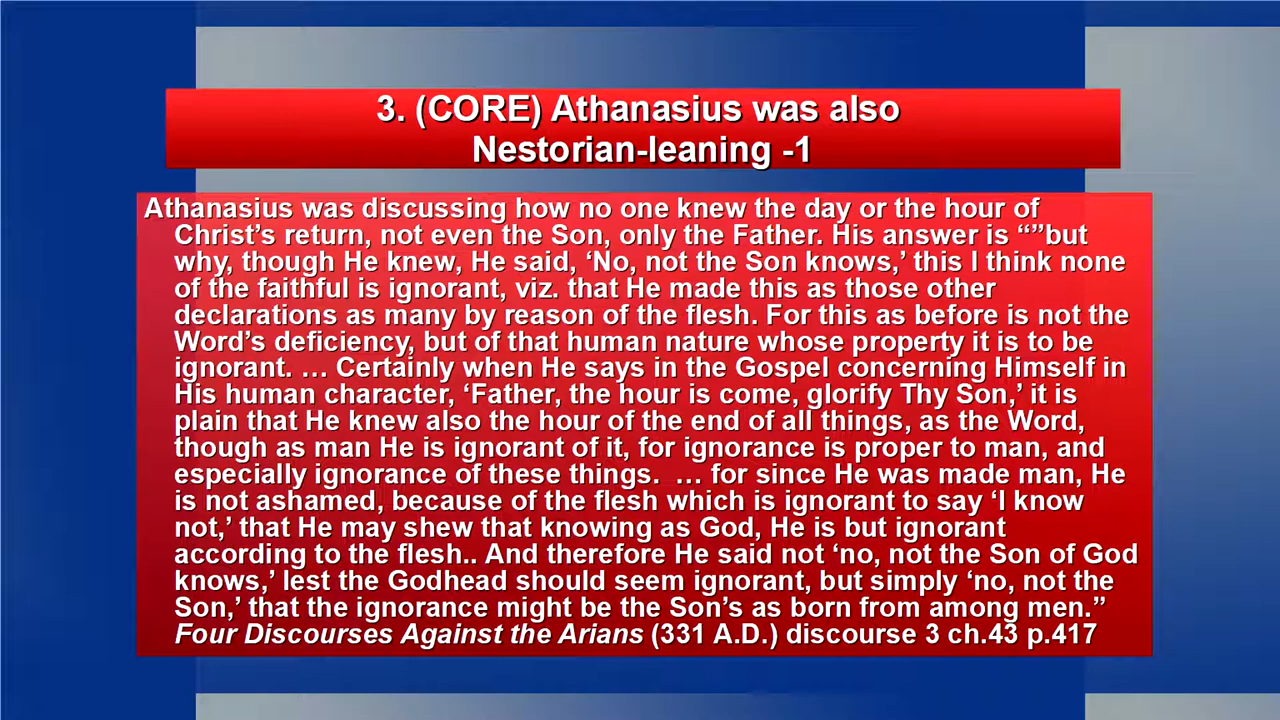 3. (CORE) Athanasius was also
Nestorian-leaning -1
Athanasius was discussing how no one knew the day or the hour of
Christ’s return, not even the Son, only the Father. His answer is “”but
why, though He knew, He said, ‘No, not the Son knows,’ this I think none
of the faithful is ignorant, viz. that He made this as those other
declarations as many by reason of the flesh. For this as before is not the
Word’s deficiency, but of that human nature whose property it is to be
ignorant. … Certainly when He says in the Gospel concerning Himself in
His human character, ‘Father, the hour is come, glorify Thy Son,’ it is
plain that He knew also the hour of the end of all things, as the Word,
though as man He is ignorant of it, for ignorance is proper to man, and
especially ignorance of these things.  … for since He was made man, He
is not ashamed, because of the flesh which is ignorant to say ‘I know
not,’ that He may shew that knowing as God, He is but ignorant
according to the flesh.. And therefore He said not ‘no, not the Son of God
knows,’ lest the Godhead should seem ignorant, but simply ‘no, not the
Son,’ that the ignorance might be the Son’s as born from among men.”
Four Discourses Against the Arians (331 A.D.) discourse 3 ch.43 p.417